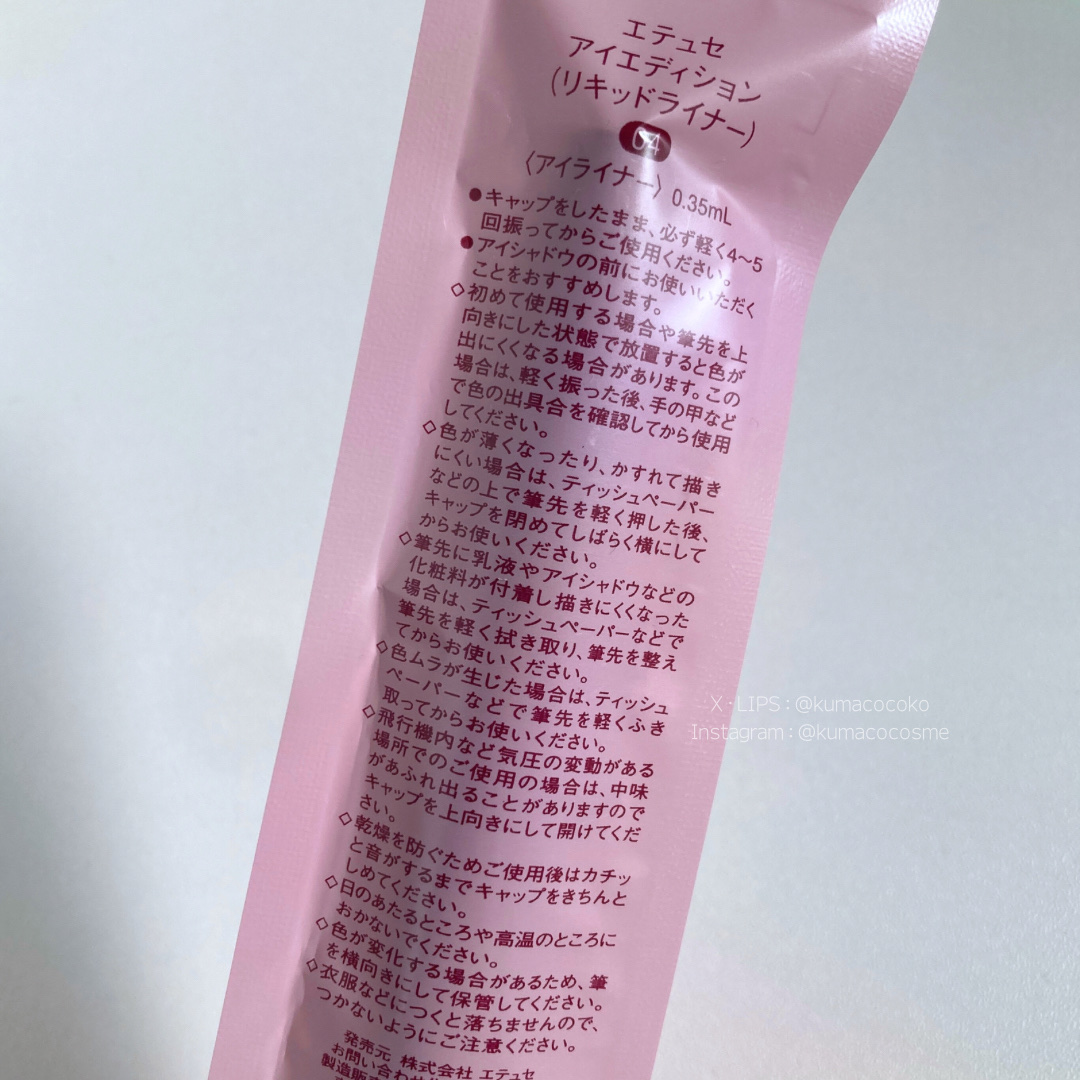 エテュセ
アイエディション
(リキッドライナー)
04
〈アイライナー〉 0.35mL
●キャップをしたまま、必ず軽く4〜5
回振ってからご使用ください。
●アイシャドウの前にお使いいただく
ことをおすすめします。
◇初めて使用する場合や筆先を上
向きにした状態で放置すると色が
出にくくなる場合があります。この
場合は、軽く振った後、手の甲など
で色の出具合を確認してから使用
してください。
◇色が薄くなったり、かすれて描き
にくい場合は、ティッシュペーパー
などの上で筆先を軽く押した後、
キャップを閉めてしばらく横にして
からお使いください。
◇筆先に乳液やアイシャドウなどの
化粧料が付着し描きにくくなった
場合は、ティッシュペーパーなどで
筆先を軽く拭き取り、筆先を整え
てからお使いください。
◇色ムラが生じた場合は、ティッシュ
ペーパーなどで筆先を軽くふき
取ってからお使いください。
◇飛行機内など気圧の変動がある
場所でのご使用の場合は、中味
があふれ出ることがありますので
キャップを上向きにして開けてくだ
さい。
◇乾燥を防ぐためご使用後はカチッ
と音がするまでキャップをきちんと
しめてください。
◇日のあたるところや高温のところに
おかないでください。
◇色が変化する場合があるため、筆
を横向きにして保管してください。
◇衣服などにつくと落ちませんので、
つかないようにご注意ください。
発売元 株式会社 エテュセ
お問い合わせ
製造販売
X・LIPS : @kumacocoko
Instagram : @kumacocosme